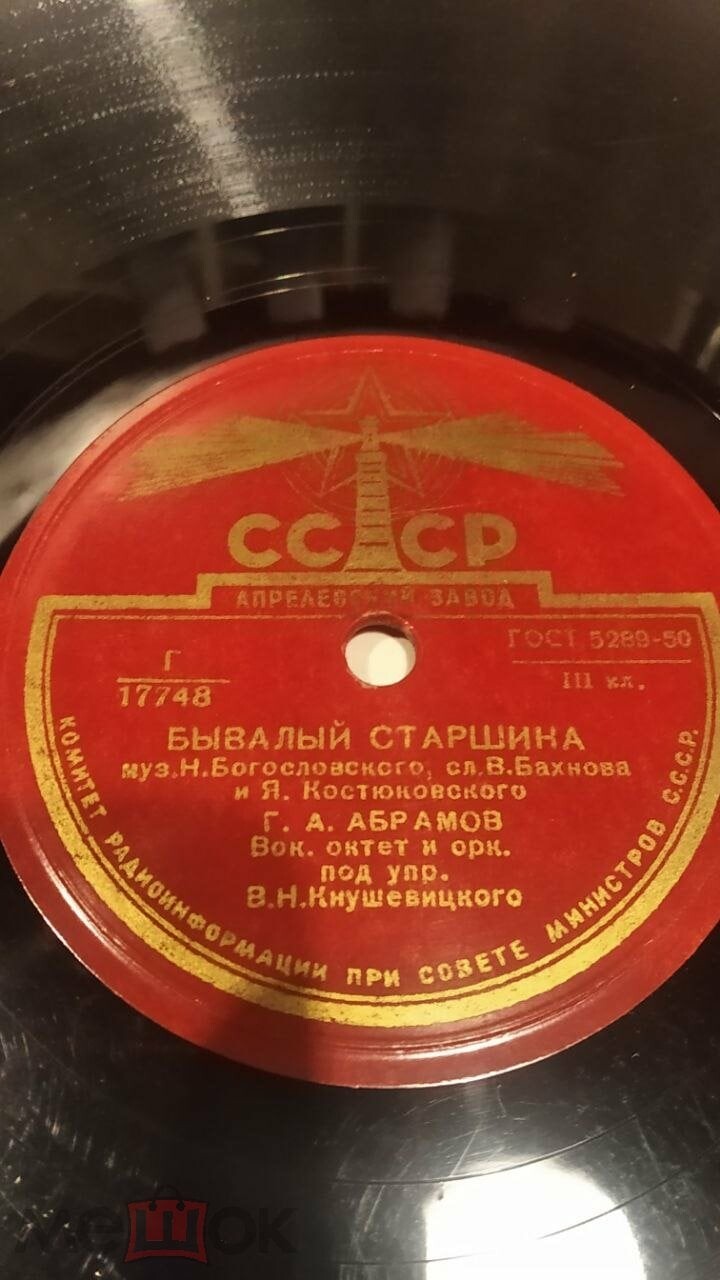 СССР
АПРЕЛЕВСКИЙ ЗАВОД
ГОСТ 5289-50
III кл.
Г
17748
БЫВАЛЫЙ СТАРШИНА
муз.Н.Богословского, сл.В.Бахнова
и Я. Костюковского
Г. А. АБРАМОВ
Вок. октет и орк.
под упр.
В.Н.Кнушевицкого
КОМИТЕТ РАДИОИНФОРМАЦИИ ПРИ СОВЕТЕ МИНИСТРОВ С.С.С.Р.
мешок